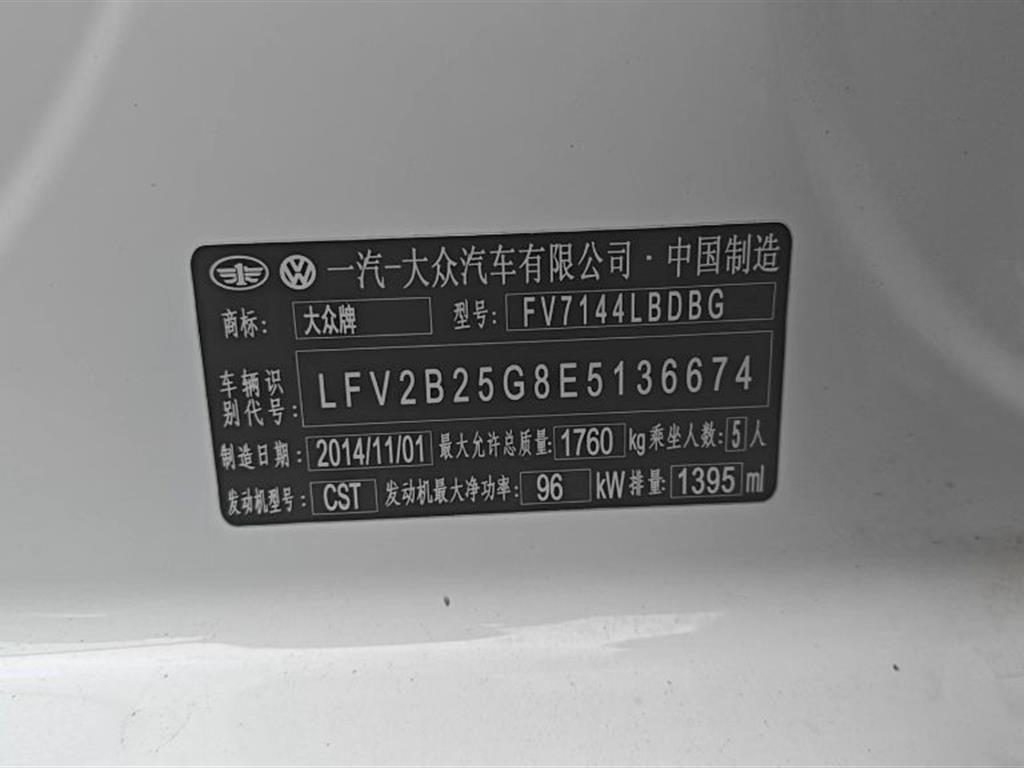 一汽-大众汽车有限公司·中国制造
商标: 大众牌 型号: FV7144LBDBG
车辆识别代号: LFV2B25G8E5136674
制造日期: 2014/11/01 最大允许总质量: 1760 kg 乘坐人数: 5 人
发动机型号: CST 发动机最大净功率: 96 kW 排量: 1395 ml